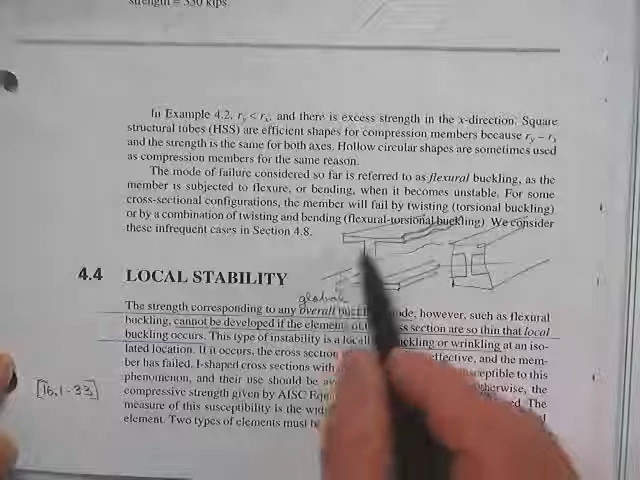 strength = 350 kips
In Example 4.2, ry < rx, and there is excess strength in the x-direction. Square
structural tubes (HSS) are efficient shapes for compression members because ry = rx
and the strength is the same for both axes. Hollow circular shapes are sometimes used
as compression members for the same reason.
The mode of failure considered so far is referred to as flexural buckling, as the
member is subjected to flexure, or bending, when it becomes unstable. For some
cross-sectional configurations, the member will fail by twisting (torsional buckling)
or by a combination of twisting and bending (flexural-torsional buckling). We consider
these infrequent cases in Section 4.8.
4.4 LOCAL STABILITY
global
The strength corresponding to any overall mode, however, such as flexural
buckling, cannot be developed if the element section are so thin that local
buckling occurs. This type of instability is a local buckling or wrinkling at an iso-
lated location. If it occurs, the cross section effective, and the mem-
ber has failed. I-shaped cross sections with susceptible to this
phenomenon, and their use should be otherwise, the
[16.1-33]
compressive strength given by AISC The
measure of this susceptibility is the
element. Two types of elements must